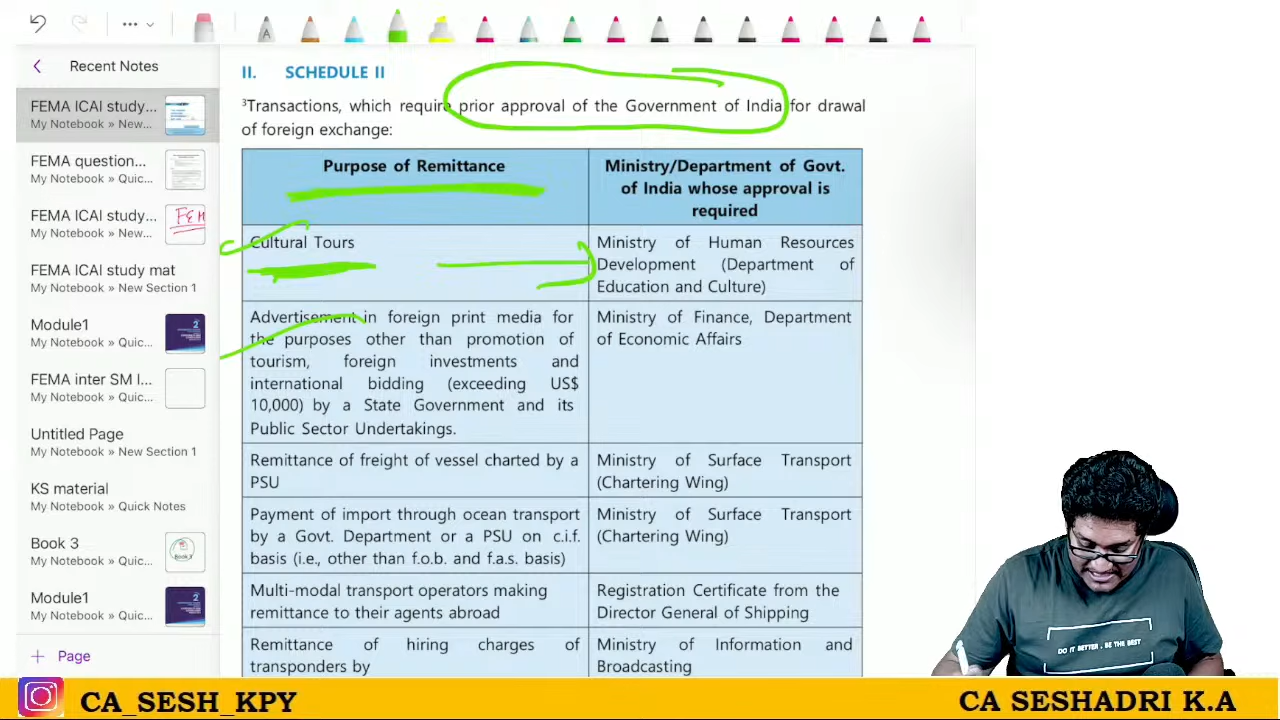 Recent Notes
FEMA ICAI study...
My Notebook » New...
FEMA question...
My Notebook » Quic...
FEMA ICAI study...
My Notebook » New...
FEM
FEMA ICAI study mat
My Notebook » New Section 1
Module1
My Notebook » Quic...
2
FEMA inter SM I...
My Notebook » Quic...
Untitled Page
My Notebook » New Section 1
KS material
My Notebook » Quick Notes
Book 3
My Notebook » Quic...
Book 3
Module1
My Notebook » Quic...
2
+ Page
A
II. SCHEDULE II
³Transactions, which require prior approval of the Government of India for drawal
of foreign exchange:
Purpose of Remittance
Ministry/Department of Govt.
of India whose approval is
required
Cultural Tours
Ministry of Human Resources
Development (Department of
Education and Culture)
Advertisement in foreign print media for
the purposes other than promotion of
tourism, foreign investments and
international bidding (exceeding US$
10,000) by a State Government and its
Public Sector Undertakings.
Ministry of Finance, Department
of Economic Affairs
Remittance of freight of vessel charted by a
PSU
Ministry of Surface Transport
(Chartering Wing)
Payment of import through ocean transport
by a Govt. Department or a PSU on c.i.f.
basis (i.e., other than f.o.b. and f.a.s. basis)
Ministry of Surface Transport
(Chartering Wing)
Multi-modal transport operators making
remittance to their agents abroad
Registration Certificate from the
Director General of Shipping
Remittance of hiring charges of
transponders by
Ministry of Information and
Broadcasting
DO IT BETTER , BE THE BEST
CA_SESH_KPY
CA SESHADRI K.A